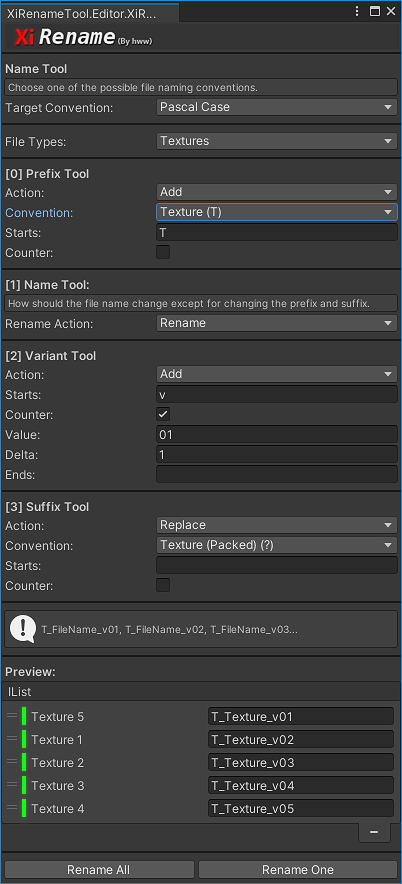 XiRenameTool.Editor.XiR...
Xi Rename (By hww)
Name Tool
Choose one of the possible file naming conventions.
Target Convention: Pascal Case
File Types: Textures
[0] Prefix Tool
Action: Add
Convention: Texture (T)
Starts: T
Counter:
[1] Name Tool:
How should the file name change except for changing the prefix and suffix.
Rename Action: Rename
[2] Variant Tool
Action: Add
Starts: v
Counter:
Value: 01
Delta: 1
Ends:
[3] Suffix Tool
Action: Replace
Convention: Texture (Packed) (?)
Starts:
Counter:
T_FileName_v01, T_FileName_v02, T_FileName_v03...
Preview:
IList
Texture 5 T_Texture_v01
Texture 1 T_Texture_v02
Texture 2 T_Texture_v03
Texture 3 T_Texture_v04
Texture 4 T_Texture_v05
Rename All Rename One